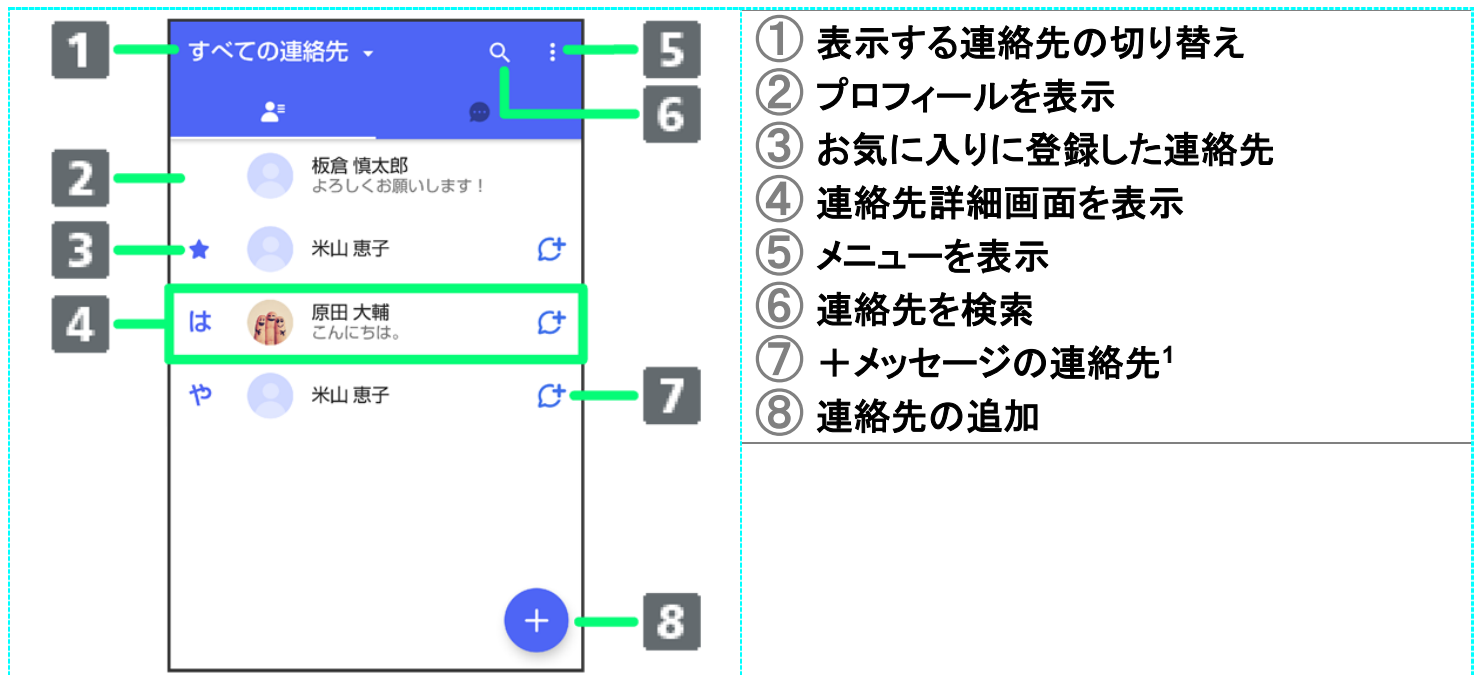 1
すべての連絡先
5
6
2
板倉 慎太郎
よろしくお願いします！
3
米山 恵子
4
は
原田 大輔
こんにちは。
や
米山 恵子
7
8
① 表示する連絡先の切り替え
② プロフィールを表示
③ お気に入りに登録した連絡先
④ 連絡先詳細画面を表示
⑤ メニューを表示
⑥ 連絡先を検索
⑦ ＋メッセージの連絡先¹
⑧ 連絡先の追加